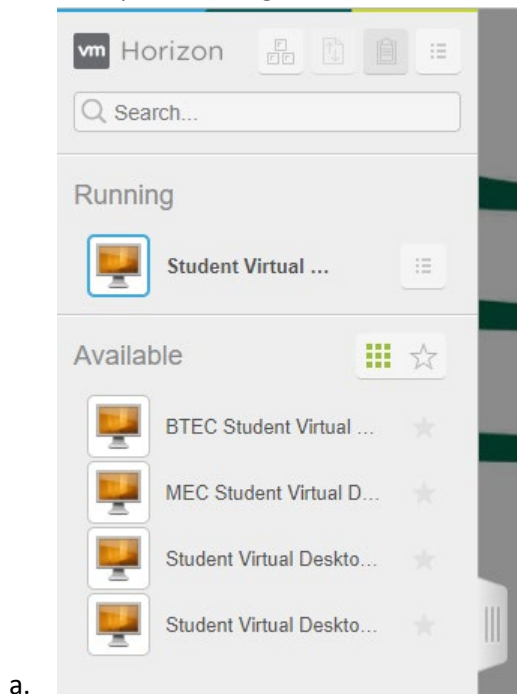 vm Horizon
Search...
Running
Student Virtual ...
Available
BTEC Student Virtual ...
MEC Student Virtual D...
Student Virtual Deskto...
Student Virtual Deskto...
a.